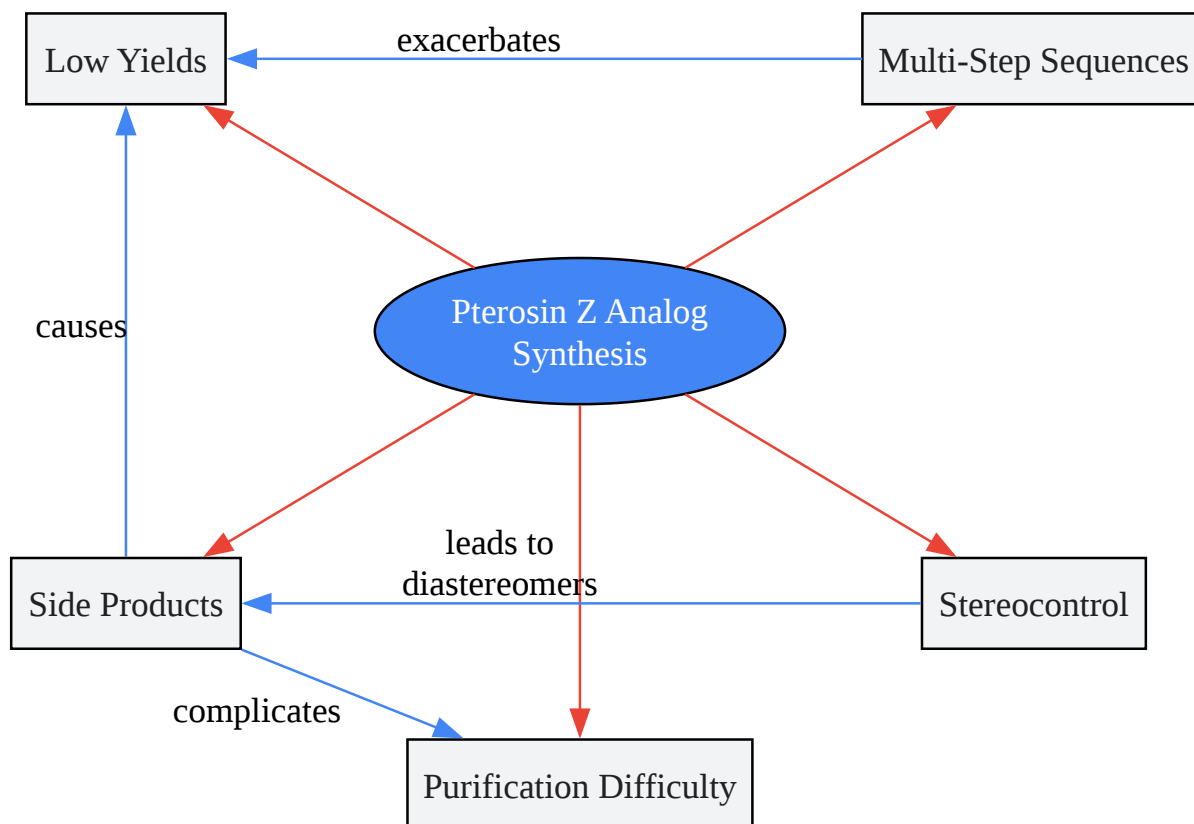 exacerbates
Low Yields
Multi-Step Sequences
causes
Pterosin Z Analog
Synthesis
leads to
diastereomers
Side Products
Stereocontrol
complicates
Purification Difficulty